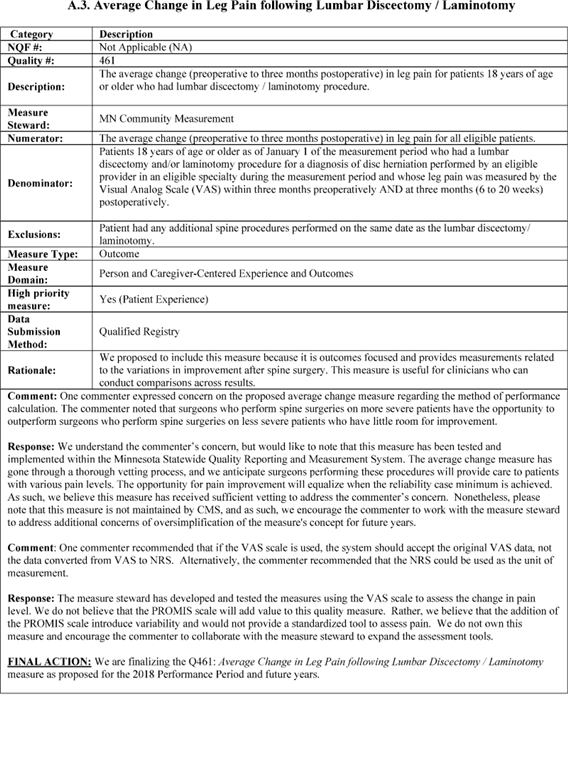 A.3. Average Change in Leg Pain following Lumbar Discectomy / Laminotomy
Category Description
NQF #: Not Applicable (NA)
Quality #: 461
Description: The average change (preoperative to three months postoperative) in leg pain for patients 18 years of age
or older who had lumbar discectomy / laminotomy procedure.
Measure
Steward: MN Community Measurement
Numerator: The average change (preoperative to three months postoperative) in leg pain for all eligible patients.
Denominator: Patients 18 years of age or older as of January 1 of the measurement period who had a lumbar
discectomy and/or laminotomy procedure for a diagnosis of disc herniation performed by an eligible
provider in an eligible specialty during the measurement period and whose leg pain was measured by the
Visual Analog Scale (VAS) within three months preoperatively AND at three months (6 to 20 weeks)
postoperatively.
Exclusions: Patient had any additional spine procedures performed on the same date as the lumbar discectomy/
laminotomy.
Measure Type: Outcome
Measure
Domain: Person and Caregiver-Centered Experience and Outcomes
High priority
measure: Yes (Patient Experience)
Data
Submission
Method: Qualified Registry
Rationale: We proposed to include this measure because it is outcomes focused and provides measurements related
to the variations in improvement after spine surgery. This measure is useful for clinicians who can
conduct comparisons across results.
Comment: One commenter expressed concern on the proposed average change measure regarding the method of performance
calculation. The commenter noted that surgeons who perform spine surgeries on more severe patients have the opportunity to
outperform surgeons who perform spine surgeries on less severe patients who have little room for improvement.
Response: We understand the commenter's concern, but would like to note that this measure has been tested and
implemented within the Minnesota Statewide Quality Reporting and Measurement System. The average change measure has
gone through a thorough vetting process, and we anticipate surgeons performing these procedures will provide care to patients
with various pain levels. The opportunity for pain improvement will equalize when the reliability case minimum is achieved.
As such, we believe this measure has received sufficient vetting to address the commenter's concern. Nonetheless, please
note that this measure is not maintained by CMS, and as such, we encourage the commenter to work with the measure steward
to address additional concerns of oversimplification of the measure's concept for future years.
Comment: One commenter recommended that if the VAS scale is used, the system should accept the original VAS data, not
the data converted from VAS to NRS. Alternatively, the commenter recommended that the NRS could be used as the unit of
measurement.
Response: The measure steward has developed and tested the measures using the VAS scale to assess the change in pain
level. We do not believe that the PROMIS scale will add value to this quality measure. Rather, we believe that the addition of
the PROMIS scale introduce variability and would not provide a standardized tool to assess pain. We do not own this
measure and encourage the commenter to collaborate with the measure steward to expand the assessment tools.
FINAL ACTION: We are finalizing the Q461: Average Change in Leg Pain following Lumbar Discectomy / Laminotomy
measure as proposed for the 2018 Performance Period and future years.